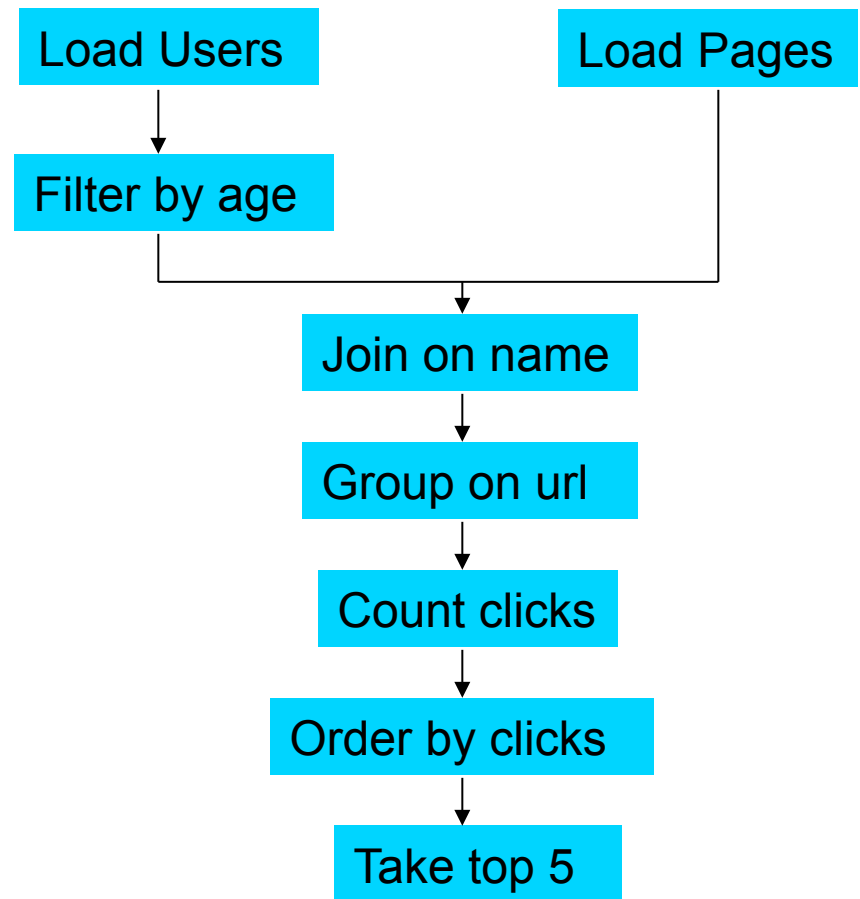 Load Users
Load Pages
Filter by age
Join on name
Group on url
Count clicks
Order by clicks
Take top 5